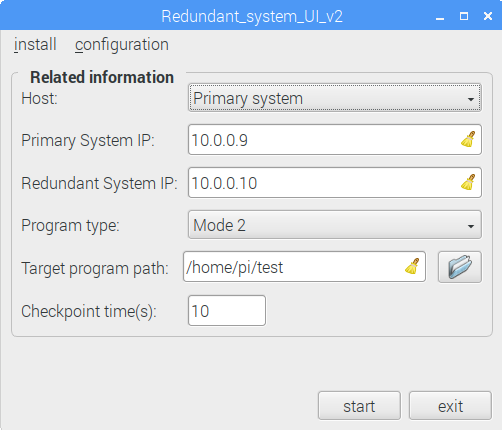 Redundant_system_UI_v2
install configuration
Related information
Host: Primary system
Primary System IP: 10.0.0.9
Redundant System IP: 10.0.0.10
Program type: Mode 2
Target program path: /home/pi/test
Checkpoint time(s): 10
start exit